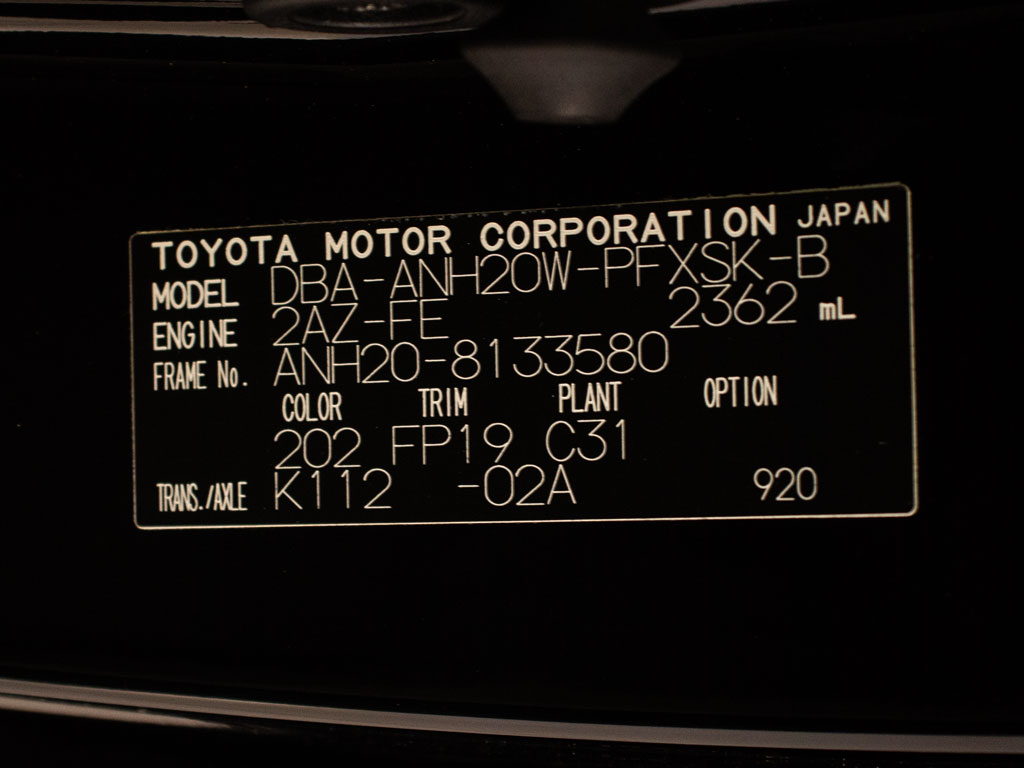 TOYOTA MOTOR CORPORATION JAPAN
MODEL DBA-ANH20W-PFXSK-B
ENGINE 2AZ-FE 2362 mL
FRAME No. ANH20-8133580
COLOR TRIM PLANT OPTION
202 FP19 C31
TRANS./AXLE K112 -02A 920